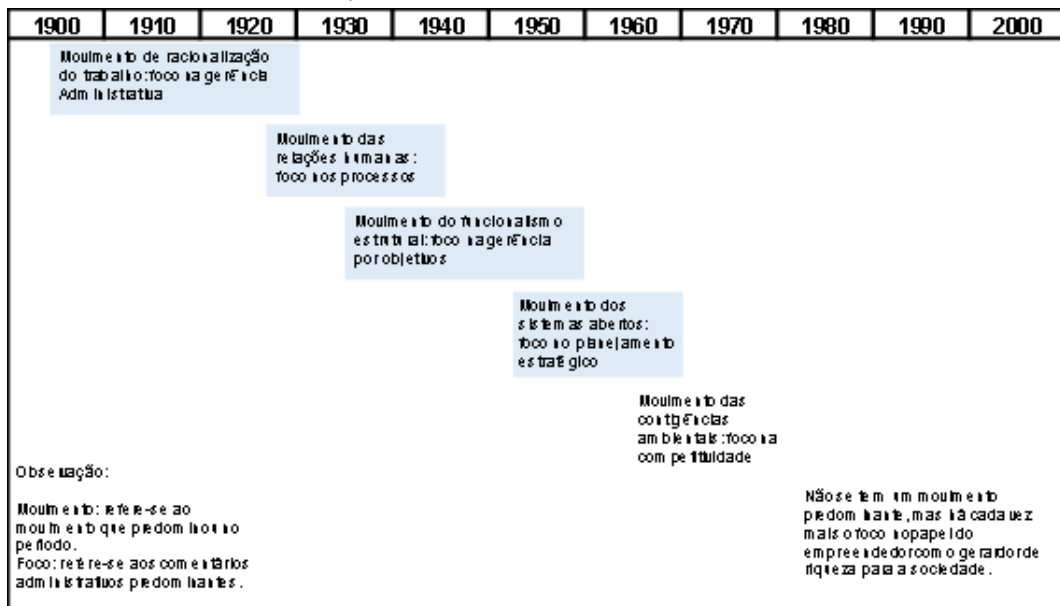 1900 1910 1920 1930 1940 1950 1960 1970 1980 1990 2000
Movimento de racionalização
do trabalho: foco na gerência
Administrativa
Movimento das
relações humanas:
foco nos processos
Movimento do funcionalismo
estrutural: foco na gerência
por objetivos
Movimento dos
sistemas abertos:
foco no planejamento
estratégico
Movimento das
contigências
ambientais: foco na
competitividade
Observação:
Movimento: refere-se ao
movimento que predominou no
período.
Foco: refere-se aos comentários
administrativos predominantes.
Não se tem um movimento
predominante, mas há cada vez
mais o foco no papel do
empreendedor como gerador de
riqueza para a sociedade.